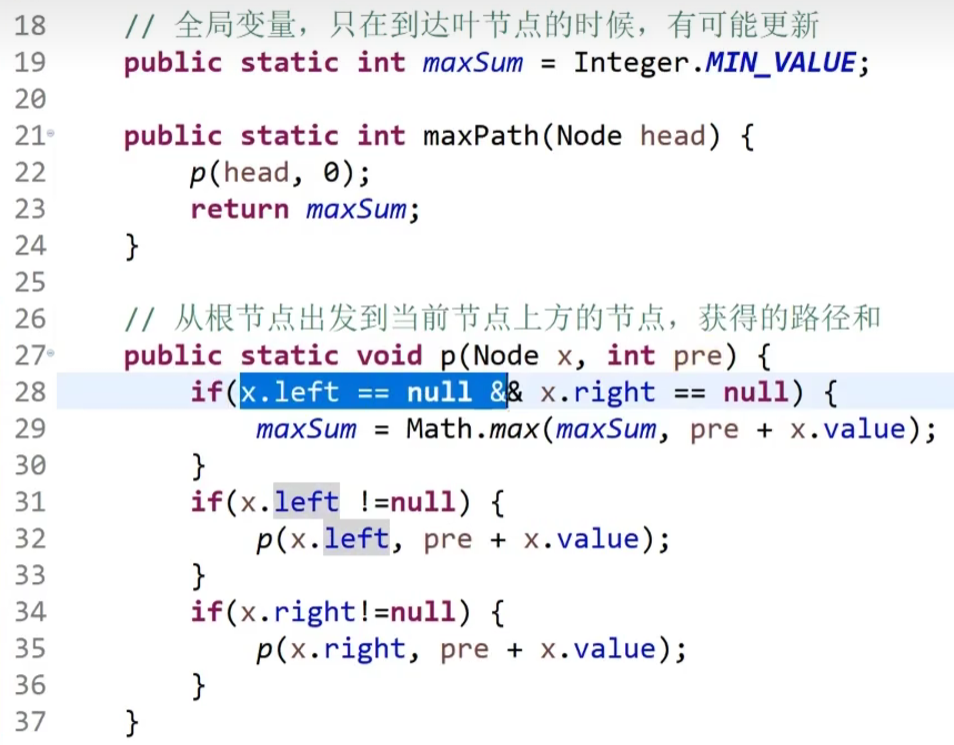 18 // 全局变量，只在到达叶节点的时候，有可能更新
19 public static int maxSum = Integer.MIN_VALUE;
20
21 public static int maxPath(Node head) {
22 p(head, 0);
23 return maxSum;
24 }
25
26 // 从根节点出发到当前节点上方的节点，获得的路径和
27 public static void p(Node x, int pre) {
28 if(x.left == null && x.right == null) {
29 maxSum = Math.max(maxSum, pre + x.value);
30 }
31 if(x.left !=null) {
32 p(x.left, pre + x.value);
33 }
34 if(x.right!=null) {
35 p(x.right, pre + x.value);
36 }
37 }